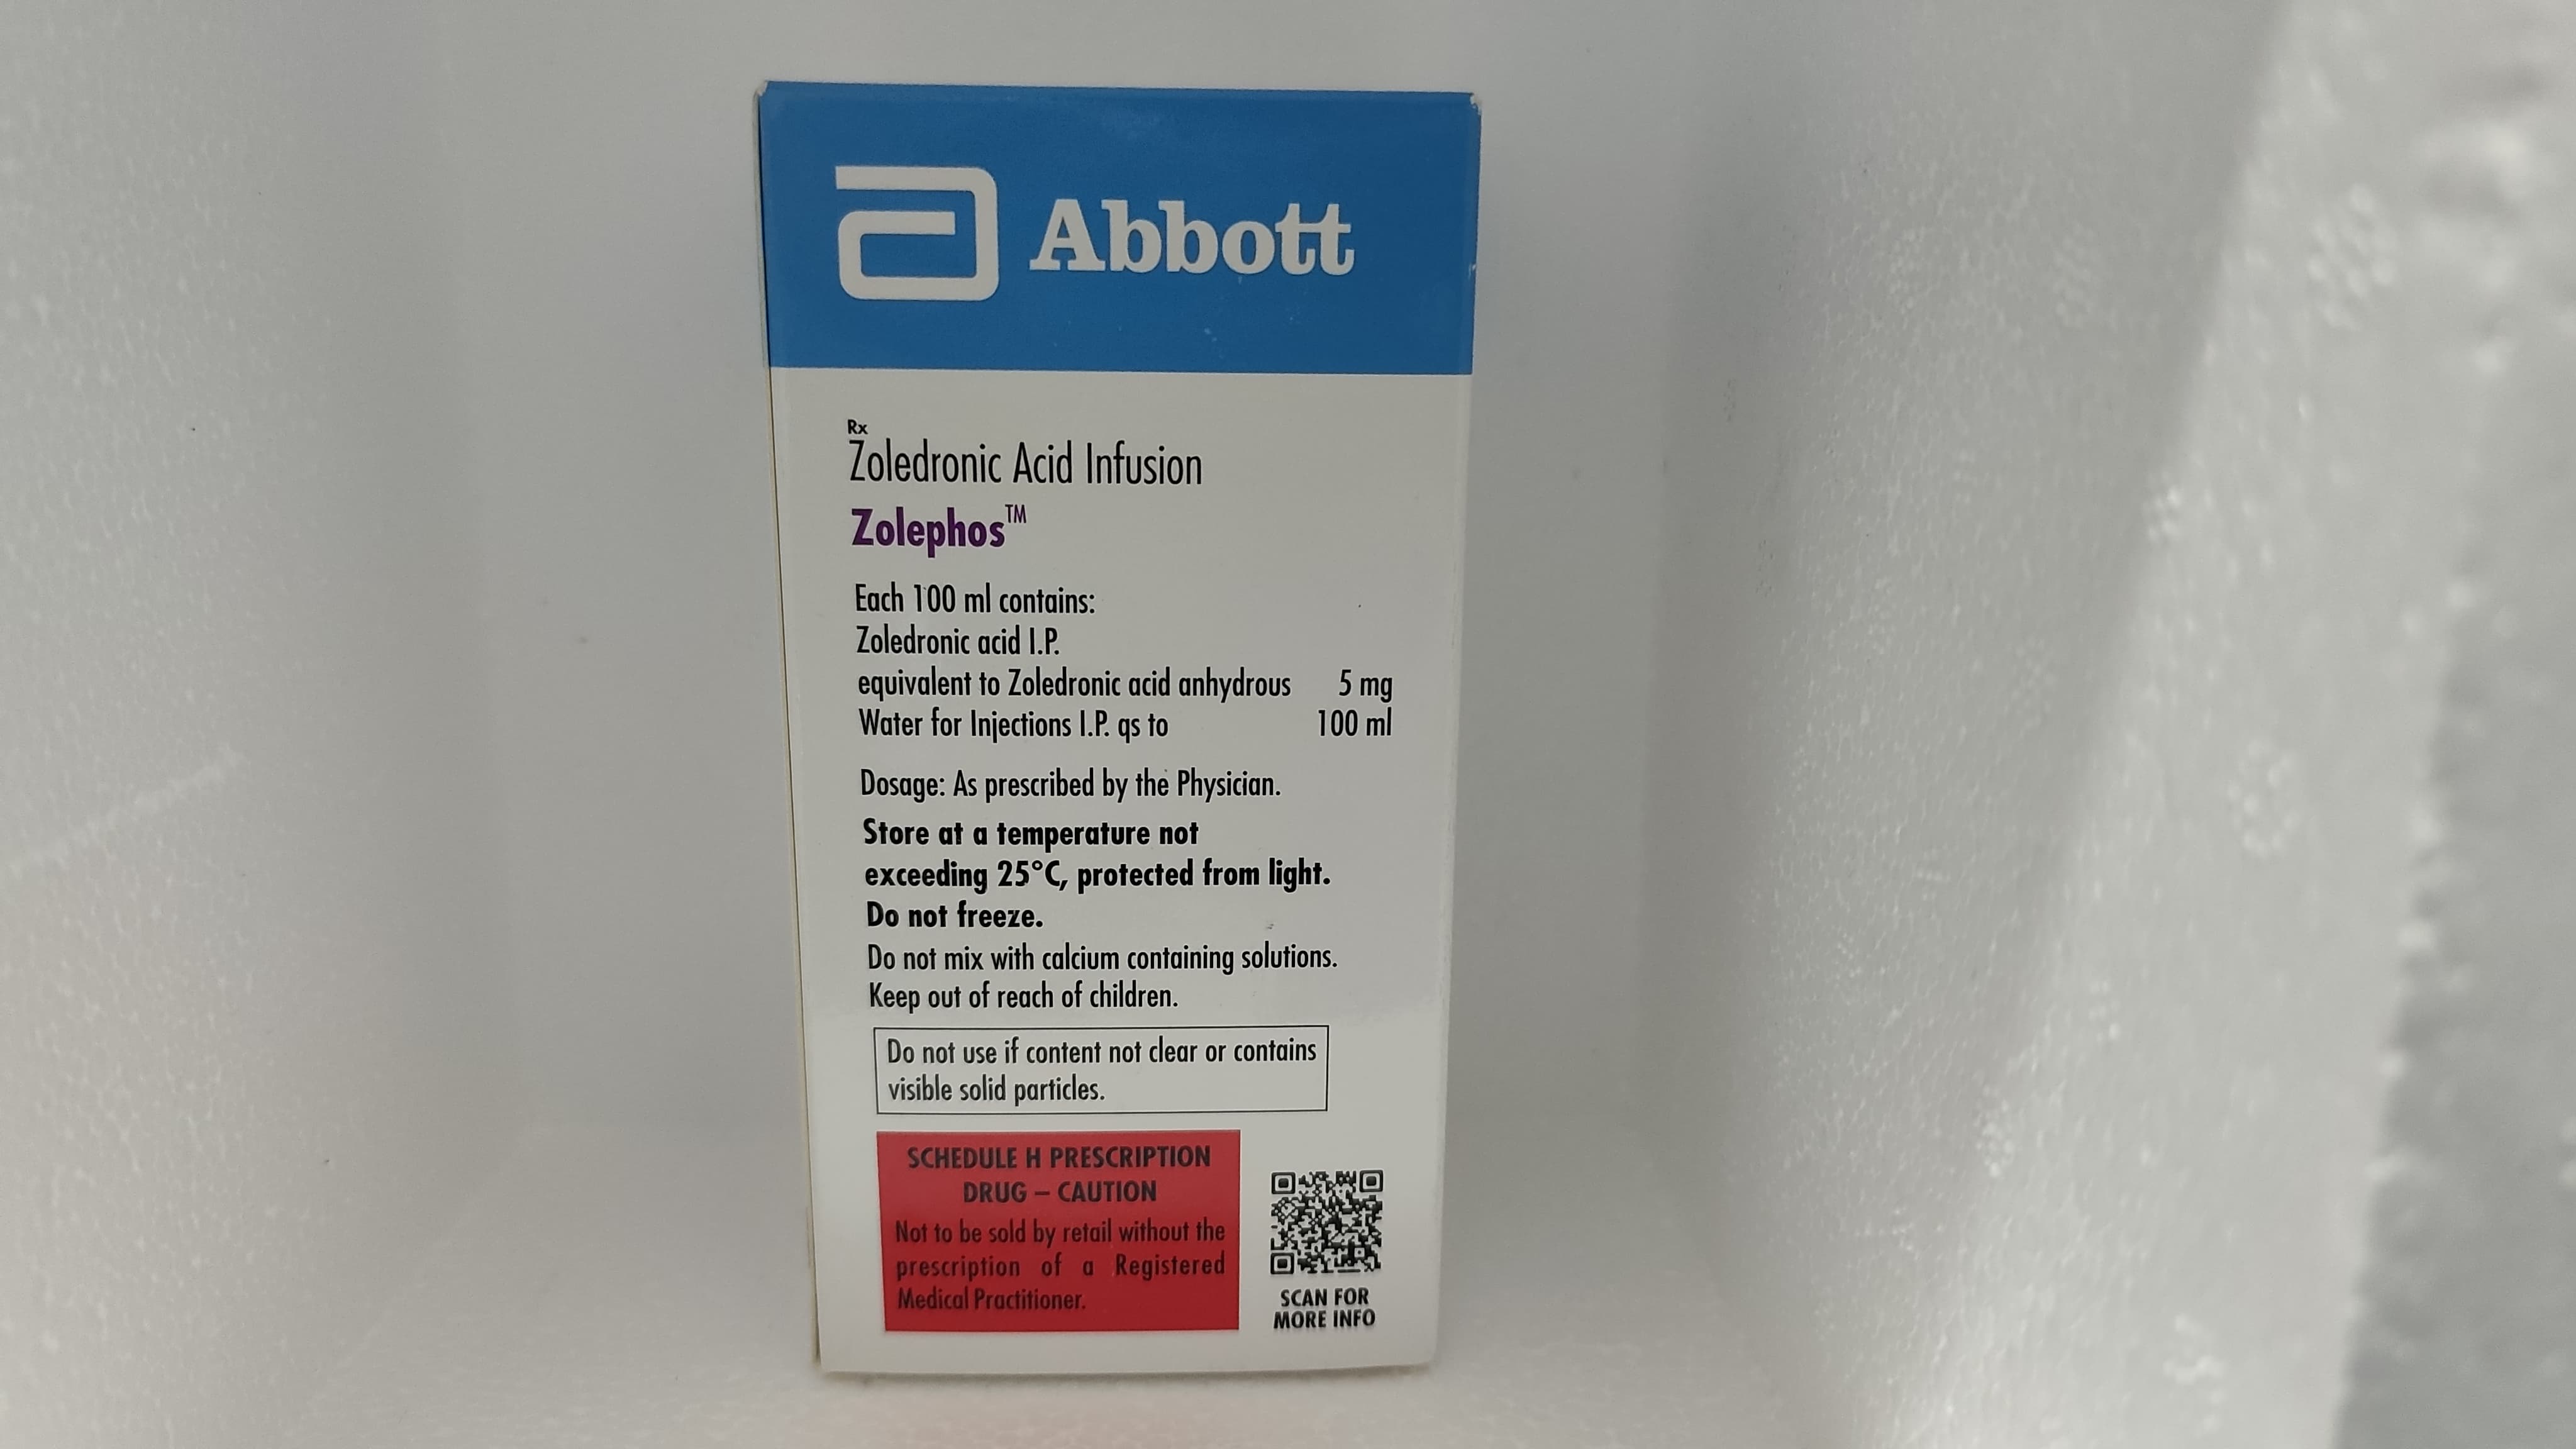 Abbott
Rx
Zoledronic Acid Infusion
Zolephos™
Each 100 ml contains:
Zoledronic acid I.P.
equivalent to Zoledronic acid anhydrous 5 mg
Water for Injections I.P. qs to 100 ml
Dosage: As prescribed by the Physician.
Store at a temperature not
exceeding 25°C, protected from light.
Do not freeze.
Do not mix with calcium containing solutions.
Keep out of reach of children.
Do not use if content not clear or contains
visible solid particles.
SCHEDULE H PRESCRIPTION
DRUG – CAUTION
Not to be sold by retail without the
prescription of a Registered
Medical Practitioner.
SCAN FOR
MORE INFO